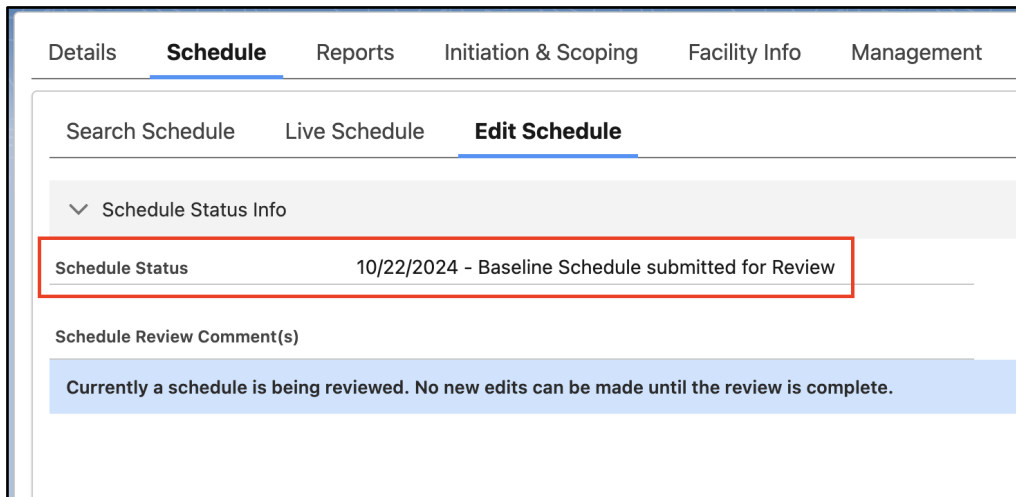 Details Schedule Reports Initiation & Scoping Facility Info Management
Search Schedule Live Schedule Edit Schedule
Schedule Status Info
Schedule Status 10/22/2024 - Baseline Schedule submitted for Review
Schedule Review Comment(s)
Currently a schedule is being reviewed. No new edits can be made until the review is complete.